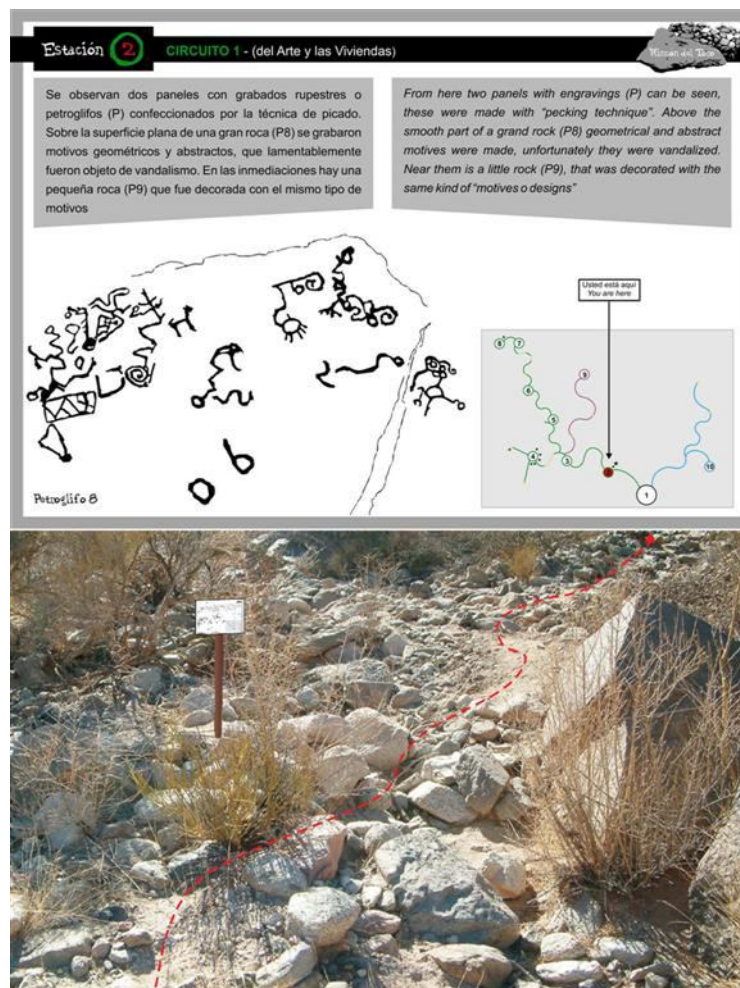 Estación 2 CIRCUITO 1 - (del Arte y las Viviendas)
Rincon del Toro
Se observan dos paneles con grabados rupestres o
petroglifos (P) confeccionados por la técnica de picado.
Sobre la superficie plana de una gran roca (P8) se grabaron
motivos geométricos y abstractos, que lamentablemente
fueron objeto de vandalismo. En las inmediaciones hay una
pequeña roca (P9) que fue decorada con el mismo tipo de
motivos
From here two panels with engravings (P) can be seen,
these were made with “pecking technique”. Above the
smooth part of a grand rock (P8) geometrical and abstract
motives were made, unfortunately they were vandalized.
Near them is a little rock (P9), that was decorated with the
same kind of “motives o designs”
Usted está aquí
You are here
8 7
9
6
5
4 3
10
1
Petroglifo 8